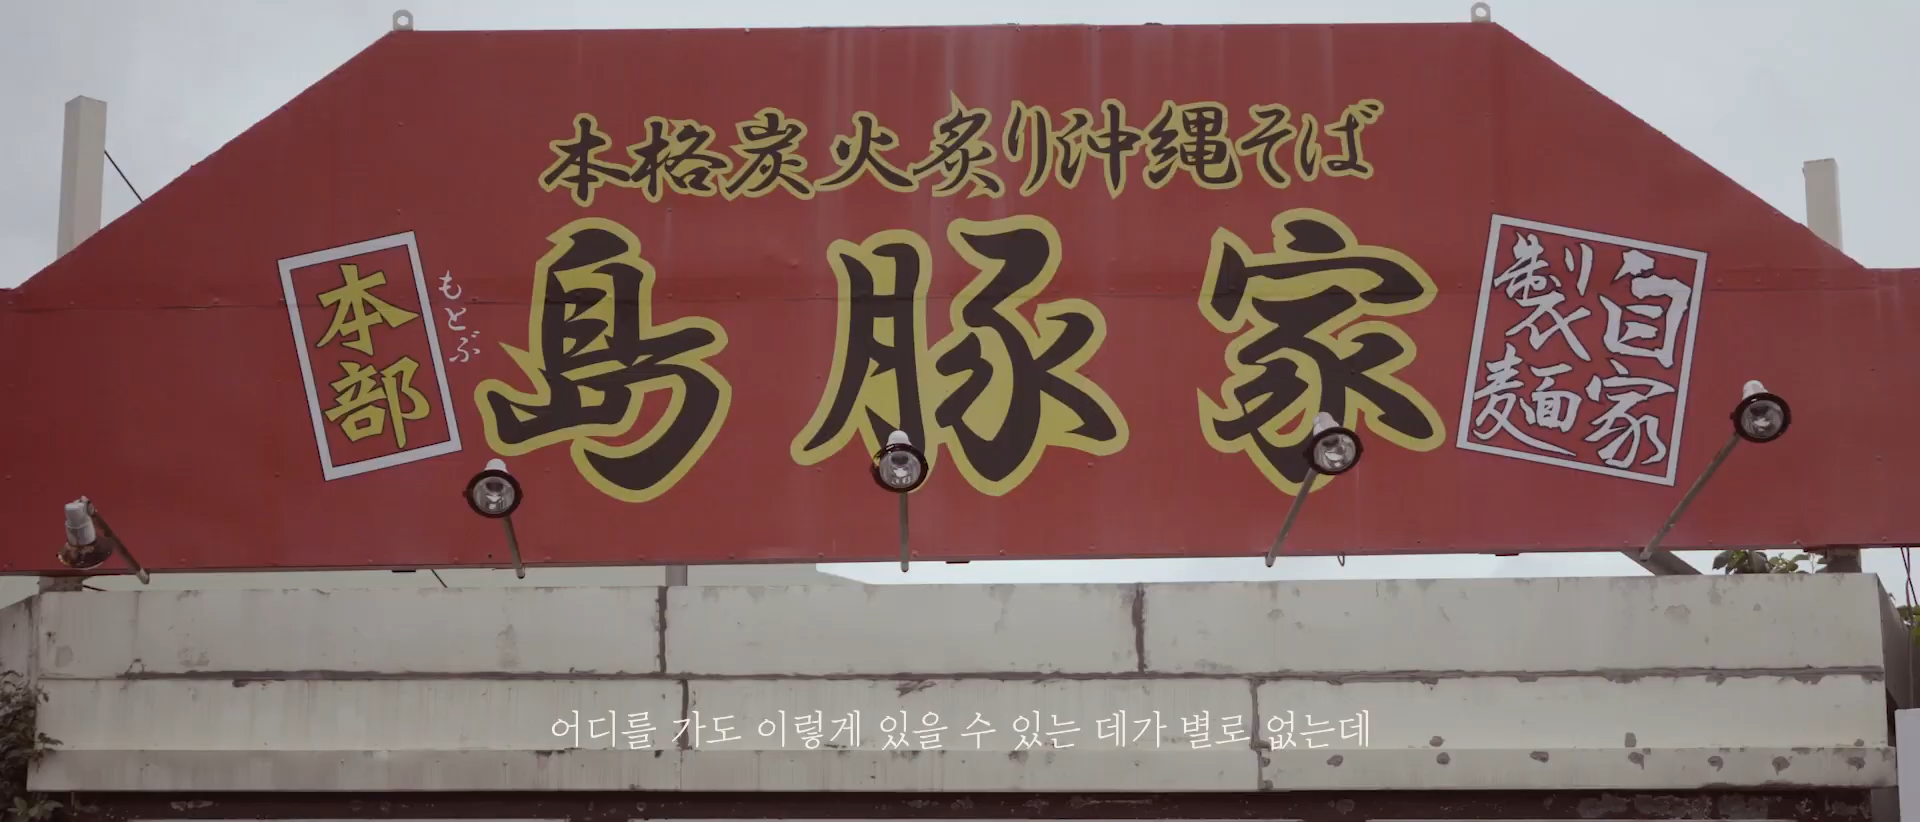 本格炭火炙り沖縄そば
本部
もとぶ
島豚家
自家
製麺
어디를 가도 이렇게 있을 수 있는 데가 별로 없는데